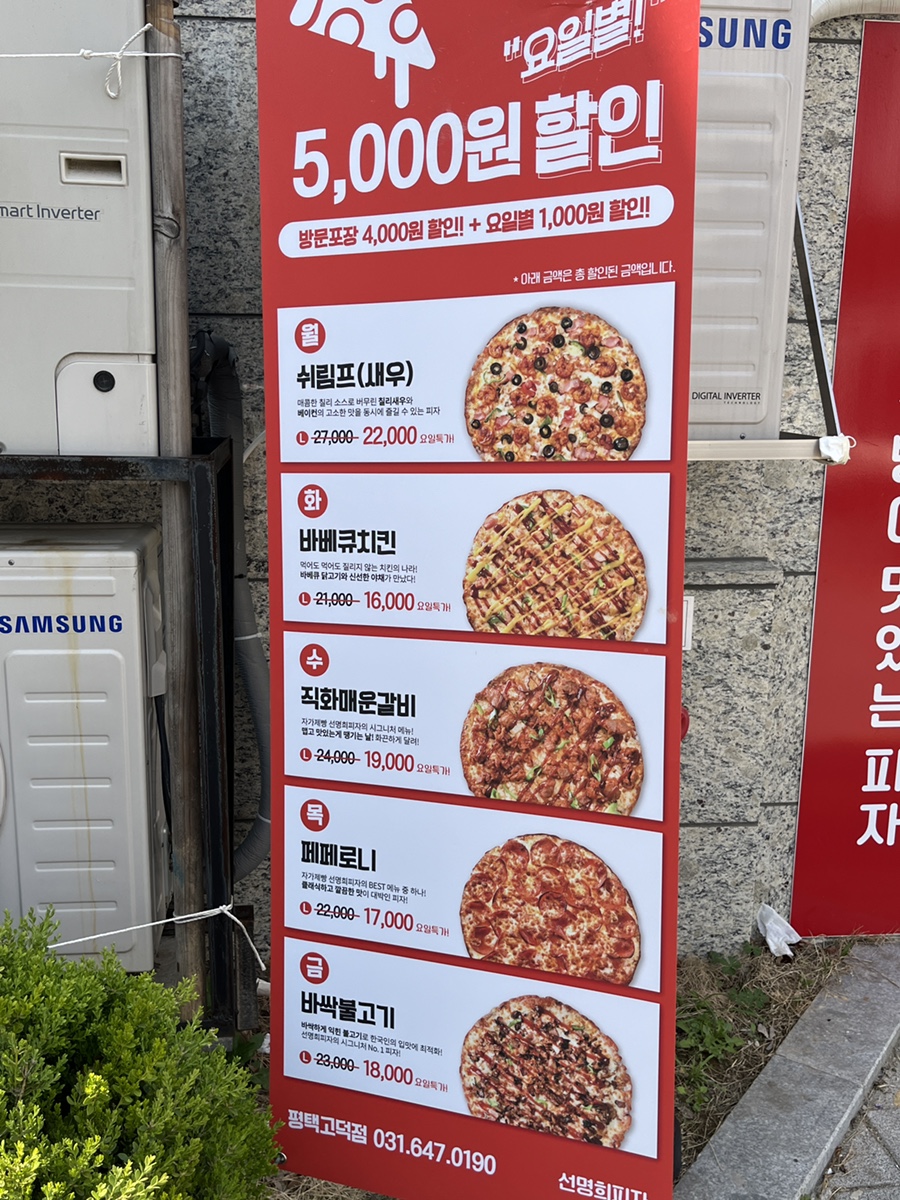 "요일별!"
5,000원 할인
방문포장 4,000원 할인! + 요일별 1,000원 할인!!
* 아래 금액은 총 할인된 금액입니다.
월
쉬림프(새우)
매콤한 칠리 소스로 버무린 칠리새우와
베이컨의 고소한 맛을 동시에 즐길 수 있는 피자
L 27,000 22,000 요일특가!
화
바베큐치킨
먹어도 먹어도 질리지 않는 치킨의 나라!
바베큐 닭고기와 신선한 야채가 만났다!
L 21,000 16,000 요일특가!
수
직화매운갈비
자가제빵 선명희피자의 시그니처 메뉴!
맵고 맛있는게 땡기는 날! 화끈하게 달려!
L 24,000 19,000 요일특가!
목
페페로니
자가제빵 선명희피자의 BEST 메뉴 중 하나!
클래식하고 깔끔한 맛이 대박인 피자!
L 22,000 17,000 요일특가!
금
바싹불고기
바싹하게 익힌 불고기로 한국인의 입맛에 최적화!
선명희피자의 시그니처 No. 1 피자!
L 23,000 18,000 요일특가!
평택고덕점 031.647.0190
선명희피자
mart Inverter
SAMSUNG
SUNG
DIGITAL INVERTER
TECHNOLOGY
맛있는 피자